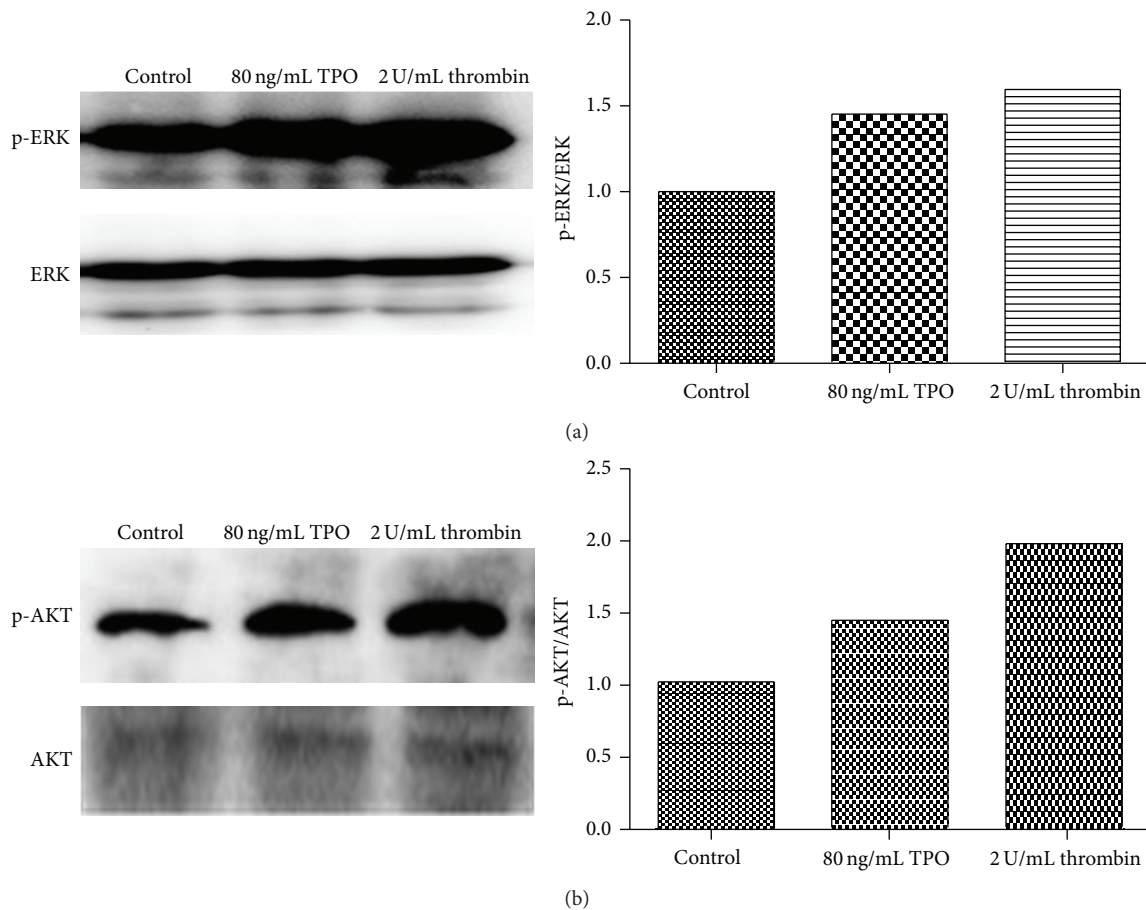 Control 80 ng/mL TPO 2 U/mL thrombin
p-ERK
ERK
2.0
1.5
1.0
0.5
0.0
p-ERK/ERK
Control 80 ng/mL TPO 2 U/mL thrombin
(a)
Control 80 ng/mL TPO 2 U/mL thrombin
p-AKT
AKT
2.5
2.0
1.5
1.0
0.5
0.0
p-AKT/AKT
Control 80 ng/mL TPO 2 U/mL thrombin
(b)